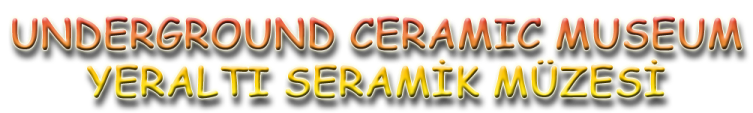 UNDERGROUND CERAMIC MUSEUM
YERALTI SERAMİK MÜZESİ